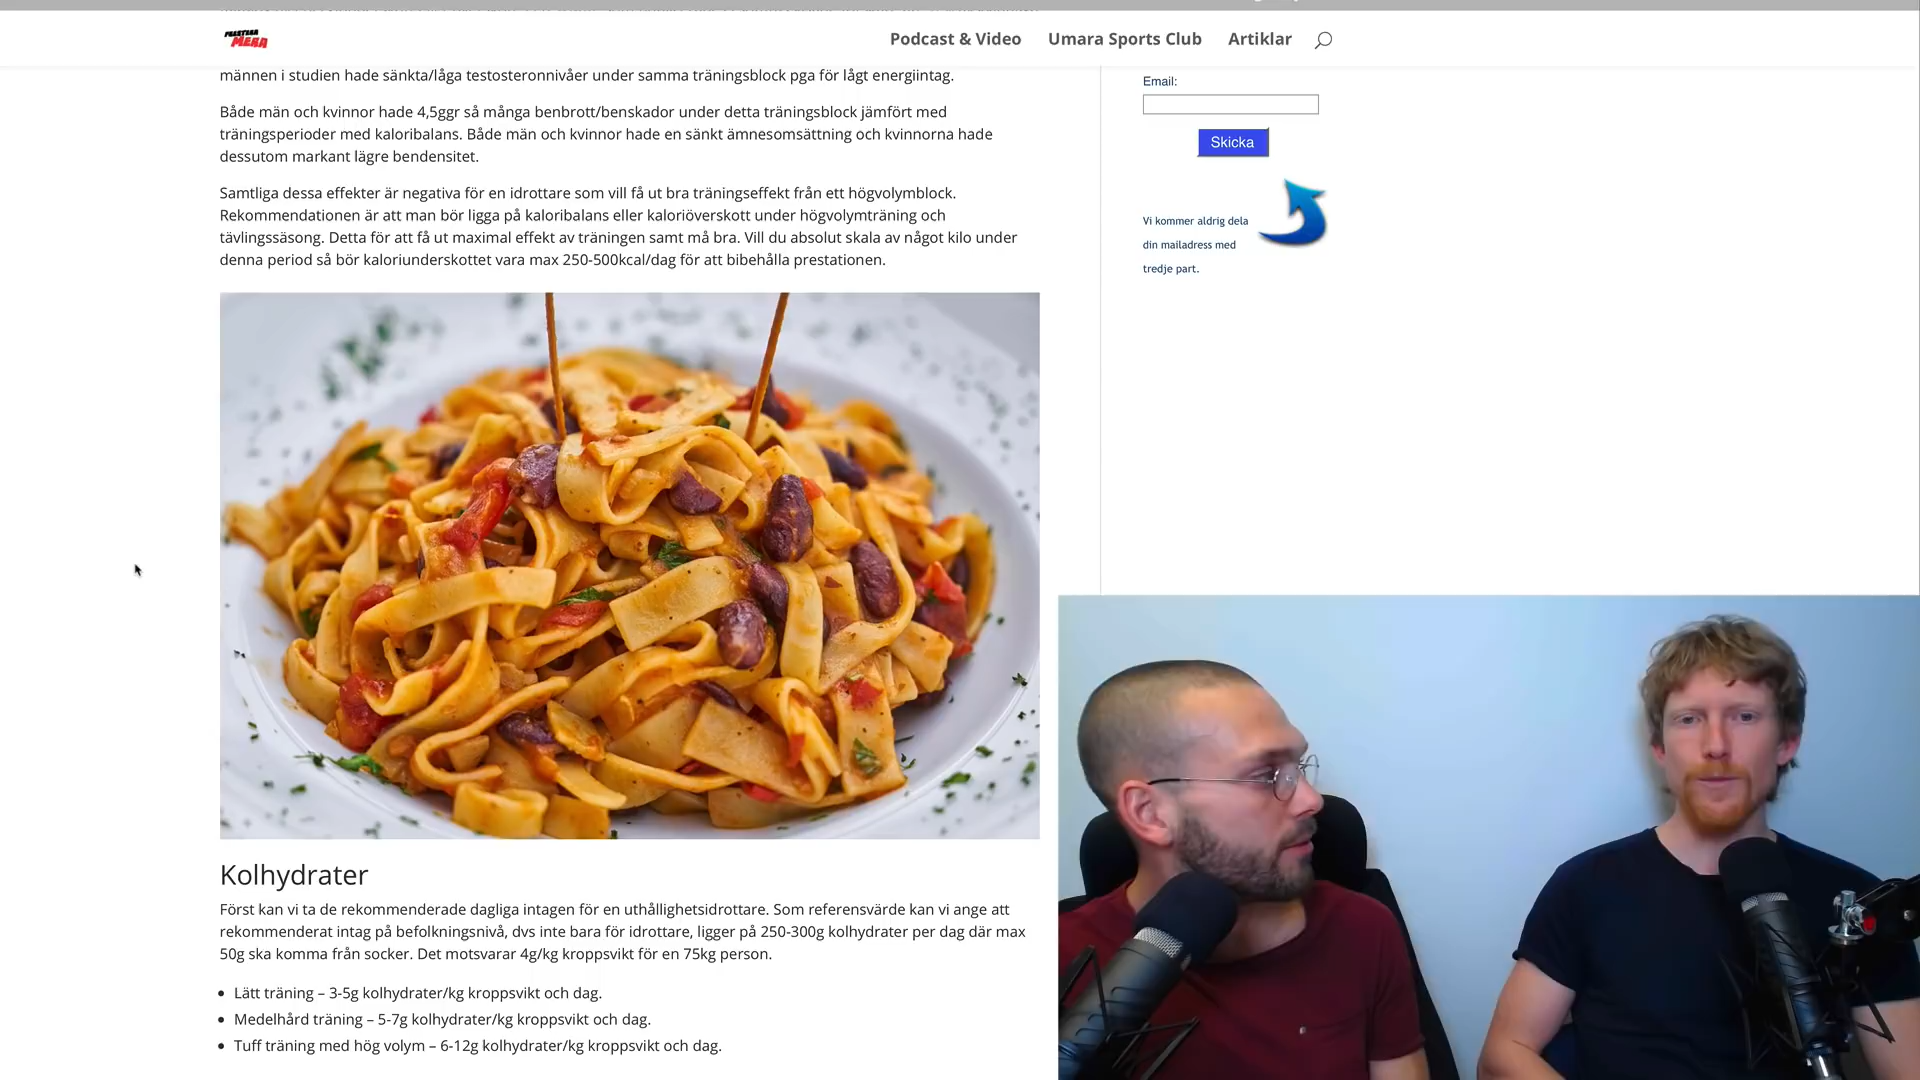 PRESTERA
MERA
Podcast & Video
Umara Sports Club
Artiklar
männen i studien hade sänkta/låga testosteronnivåer under samma träningsblock pga för lågt energiintag.
Både män och kvinnor hade 4,5ggr så många benbrott/benskador under detta träningsblock jämfört med
träningsperioder med kaloribalans. Både män och kvinnor hade en sänkt ämnesomsättning och kvinnorna hade
dessutom markant lägre bendensitet.
Samtliga dessa effekter är negativa för en idrottare som vill få ut bra träningseffekt från ett högvolymblock.
Rekommendationen är att man bör ligga på kaloribalans eller kaloriöverskott under högvolymträning och
tävlingssäsong. Detta för att få ut maximal effekt av träningen samt må bra. Vill du absolut skala av något kilo under
denna period så bör kaloriunderskottet vara max 250-500kcal/dag för att bibehålla prestationen.
Kolhydrater
Först kan vi ta de rekommenderade dagliga intagen för en uthållighetsidrottare. Som referensvärde kan vi ange att
rekommenderat intag på befolkningsnivå, dvs inte bara för idrottare, ligger på 250-300g kolhydrater per dag där max
50g ska komma från socker. Det motsvarar 4g/kg kroppsvikt för en 75kg person.
Lätt träning – 3-5g kolhydrater/kg kroppsvikt och dag.
Medelhård träning – 5-7g kolhydrater/kg kroppsvikt och dag.
Tuff träning med hög volym – 6-12g kolhydrater/kg kroppsvikt och dag.
Email:
Skicka
Vi kommer aldrig dela
din mailadress med
tredje part.